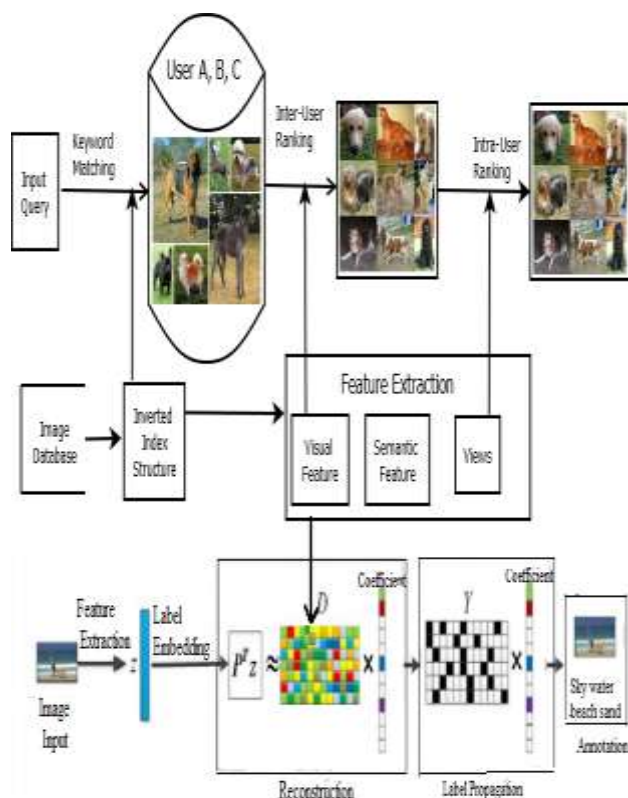 User A, B, C
Keyword
Matching
Inter-User
Ranking
Intra-User
Ranking
Input
Query
Feature Extraction
Image
Database
Inverted
Index
Structure
Visual
Feature
Semantic
Feature
Views
Feature
Extraction
z
Label
Embedding
Image
Input
Pᵀz
≈
D
x
Coefficient
Reconstruction
Y
x
Coefficient
Label Propagation
Sky water
beach sand
Annotation